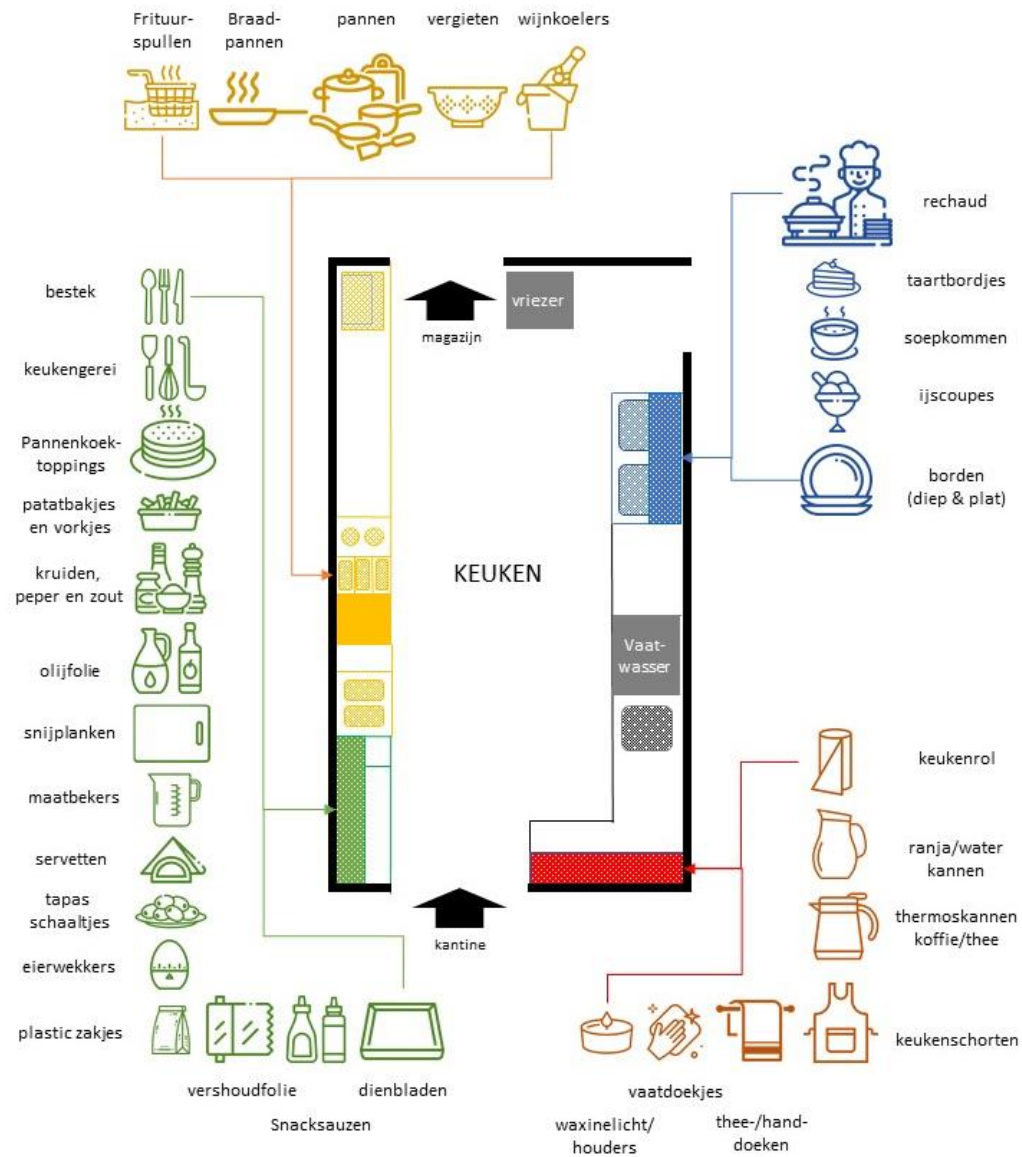 Frituur-
spullen
Braad-
pannen
pannen
vergieten
wijnkoelers
rechaud
taartbordjes
soepkommen
ijscoupes
borden
(diep & plat)
bestek
keukengerei
Pannenkoek-
toppings
patatbakjes
en vorkjes
kruiden,
peper en zout
olijfolie
snijplanken
maatbekers
servetten
tapas
schaaltjes
eierwekkers
plastic zakjes
vershoudfolie
dienbladen
Snacksauzen
magazijn
vriezer
KEUKEN
Vaat-
wasser
kantine
keukenrol
ranja/water
kannen
thermoskannen
koffie/thee
keukenschorten
vaatdoekjes
waxinelicht/
houders
thee-/hand-
doeken